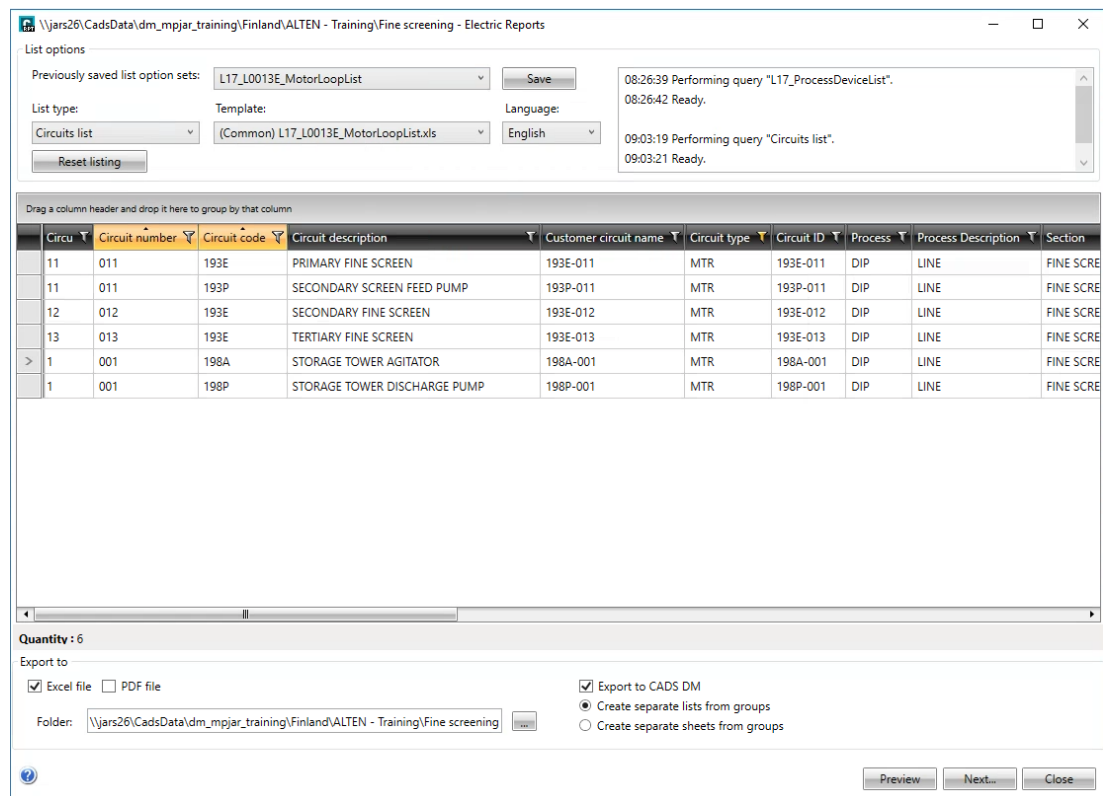 \\jars26\CadsData\dm_mpjar_training\Finland\ALTEN - Training\Fine screening - Electric Reports
List options
Previously saved list option sets: L17_L0013E_MotorLoopList Save
List type: Template: Language:
Circuits list (Common) L17_L0013E_MotorLoopList.xls English
Reset listing
08:26:39 Performing query "L17_ProcessDeviceList".
08:26:42 Ready.
09:03:19 Performing query "Circuits list".
09:03:21 Ready.
Drag a column header and drop it here to group by that column
Circu Circuit number Circuit code Circuit description Customer circuit name Circuit type Circuit ID Process Process Description Section
11 011 193E PRIMARY FINE SCREEN 193E-011 MTR 193E-011 DIP LINE FINE SCRE
11 011 193P SECONDARY SCREEN FEED PUMP 193P-011 MTR 193P-011 DIP LINE FINE SCRE
12 012 193E SECONDARY FINE SCREEN 193E-012 MTR 193E-012 DIP LINE FINE SCRE
13 013 193E TERTIARY FINE SCREEN 193E-013 MTR 193E-013 DIP LINE FINE SCRE
> 1 001 198A STORAGE TOWER AGITATOR 198A-001 MTR 198A-001 DIP LINE FINE SCRE
1 001 198P STORAGE TOWER DISCHARGE PUMP 198P-001 MTR 198P-001 DIP LINE FINE SCRE
Quantity : 6
Export to
Excel file PDF file
Folder: \\jars26\CadsData\dm_mpjar_training\Finland\ALTEN - Training\Fine screening ...
Export to CADS DM
Create separate lists from groups
Create separate sheets from groups
? Preview Next... Close